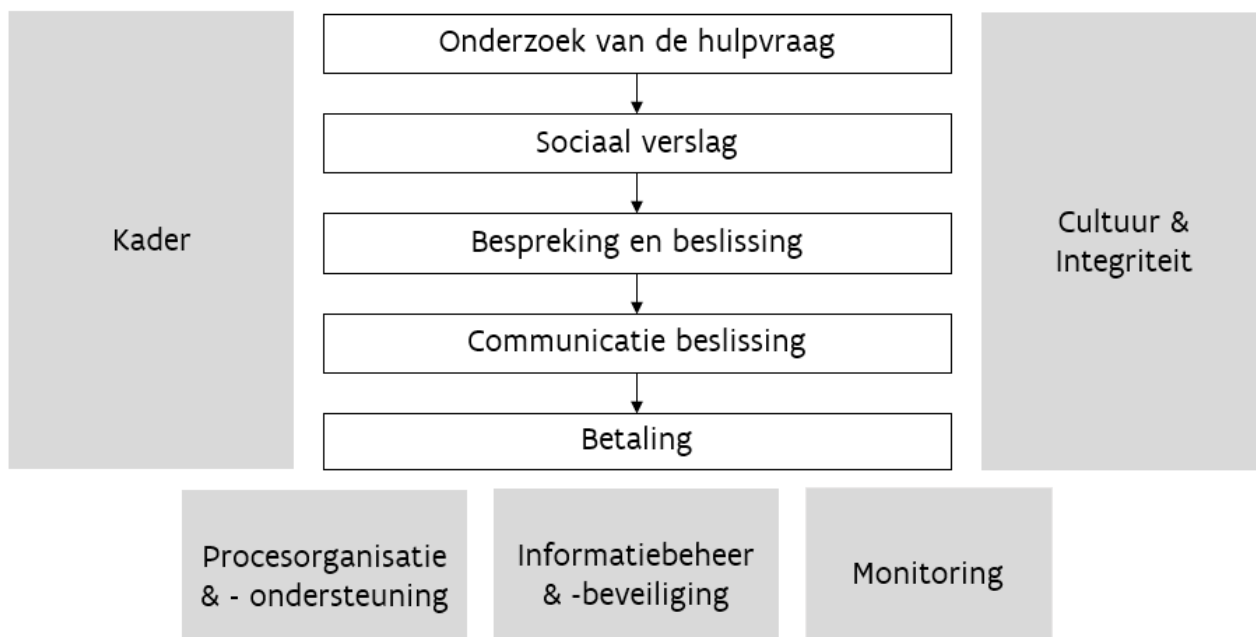 Onderzoek van de hulpvraag
Sociaal verslag
Kader
Bespreking en beslissing
Cultuur &
Integriteit
Communicatie beslissing
Betaling
Procesorganisatie
& - ondersteuning
Informatiebeheer
& -beveiliging
Monitoring